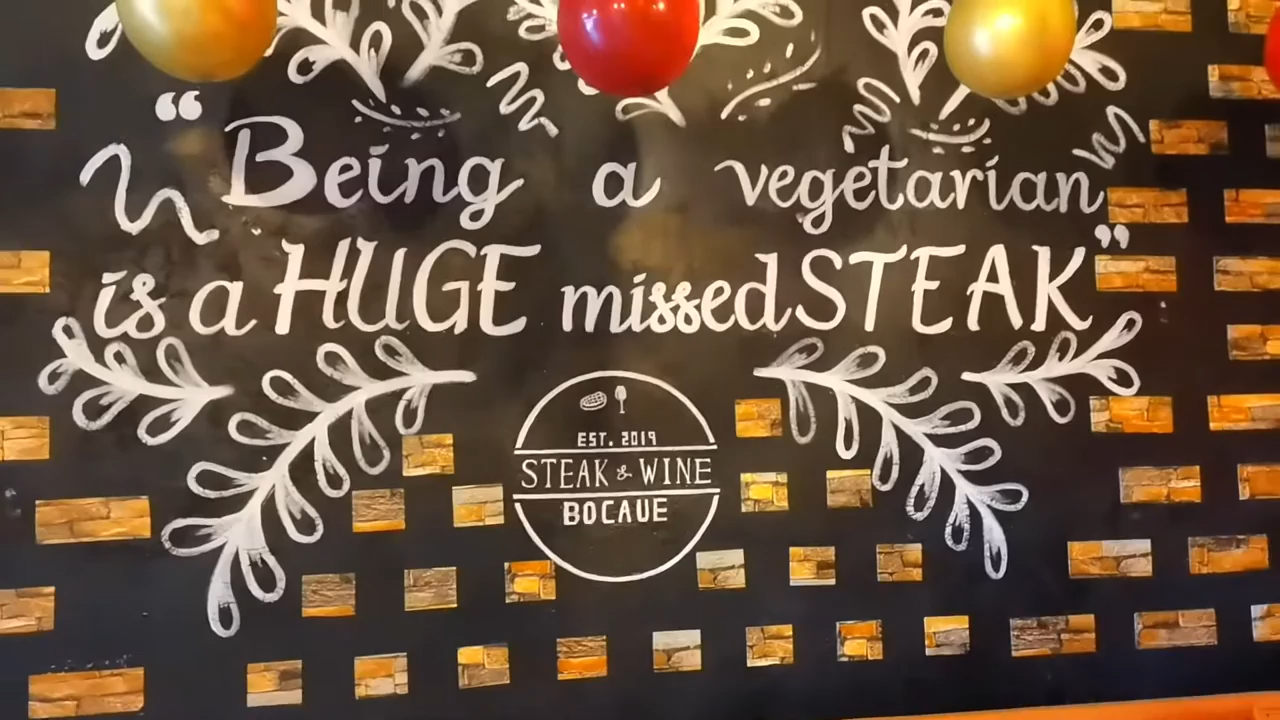 “Being a vegetarian
is a HUGE missed STEAK”
EST. 2019
STEAK & WINE
BOCAUE